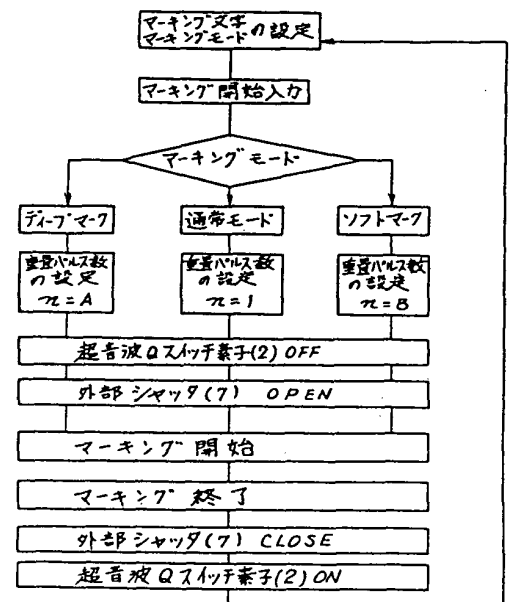 マーキング文字
マーキングモード の設定
マーキング開始入力
マーキングモード
ディープマーク
通常モード
ソフトマーク
重畳パルス数
の設定
n=A
重畳パルス数
の設定
n=1
重畳パルス数
の設定
n=B
超音波Qスイッチ素子(2) OFF
外部シャッタ(7) OPEN
マーキング開始
マーキング終了
外部シャッタ(7) CLOSE
超音波Qスイッチ素子(2) ON